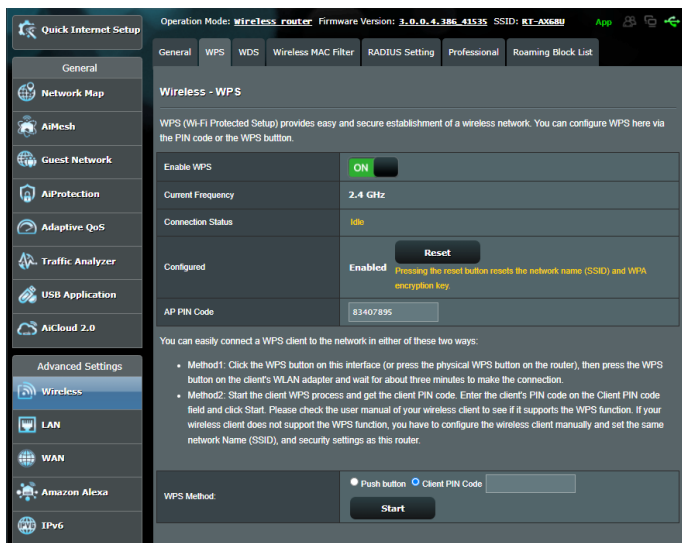 Quick Internet Setup
General
Network Map
AiMesh
Guest Network
AiProtection
Adaptive QoS
Traffic Analyzer
USB Application
AiCloud 2.0
Advanced Settings
Wireless
LAN
WAN
Amazon Alexa
IPv6
Operation Mode: Wireless router Firmware Version: 3.0.0.4.386_41535 SSID: RT-AX68U App
General WPS WDS Wireless MAC Filter RADIUS Setting Professional Roaming Block List
Wireless - WPS
WPS (Wi-Fi Protected Setup) provides easy and secure establishment of a wireless network. You can configure WPS here via
the PIN code or the WPS buttton.
Enable WPS ON
Current Frequency 2.4 GHz
Connection Status Idle
Configured Enabled Reset
Pressing the reset button resets the network name (SSID) and WPA
encryption key.
AP PIN Code 83407895
You can easily connect a WPS client to the network in either of these two ways:
• Method1: Click the WPS button on this interface (or press the physical WPS button on the router), then press the WPS
button on the client's WLAN adapter and wait for about three minutes to make the connection.
• Method2: Start the client WPS process and get the client PIN code. Enter the client's PIN code on the Client PIN code
field and click Start. Please check the user manual of your wireless client to see if it supports the WPS function. If your
wireless client does not support the WPS function, you have to configure the wireless client manually and set the same
network Name (SSID), and security settings as this router.
WPS Method: Push button Client PIN Code
Start